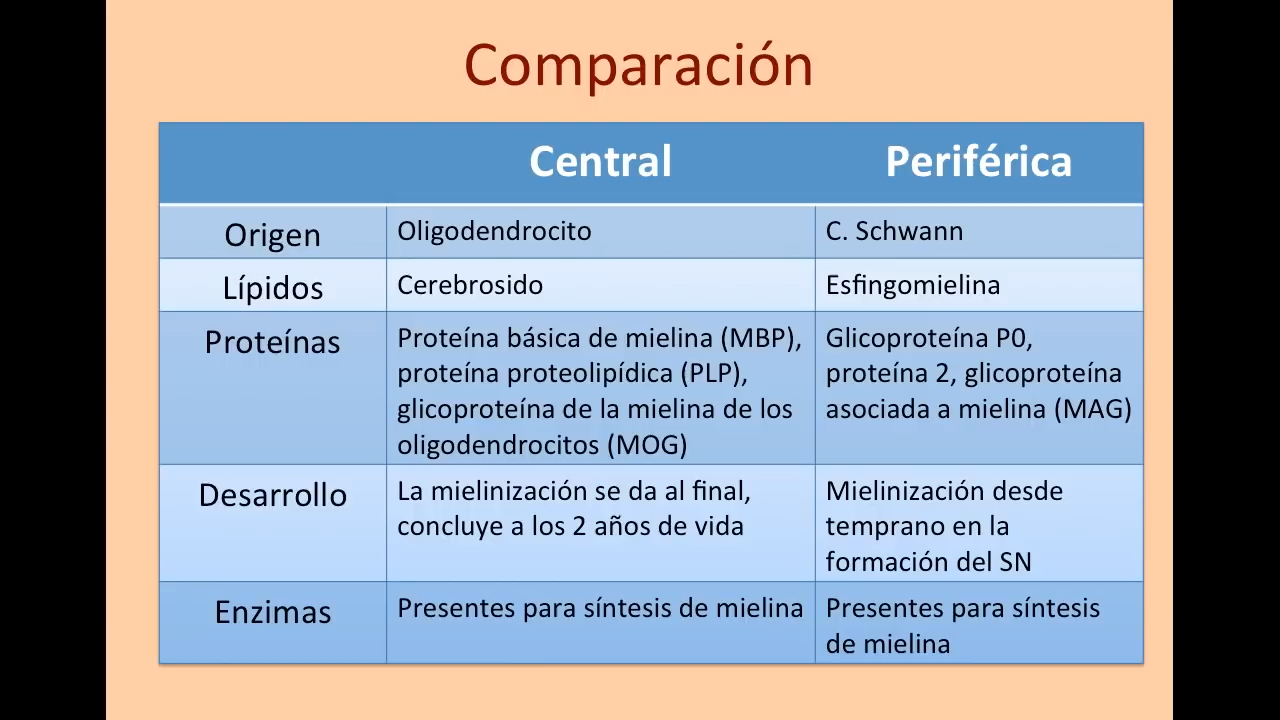 Comparación
Central Periférica
Origen Oligodendrocito C. Schwann
Lípidos Cerebrosido Esfingomielina
Proteínas Proteína básica de mielina (MBP), Glicoproteína P0,
proteína proteolipídica (PLP), proteína 2, glicoproteína
glicoproteína de la mielina de los asociada a mielina (MAG)
oligodendrocitos (MOG)
Desarrollo La mielinización se da al final, Mielinización desde
concluye a los 2 años de vida temprano en la
formación del SN
Enzimas Presentes para síntesis de mielina Presentes para síntesis
de mielina